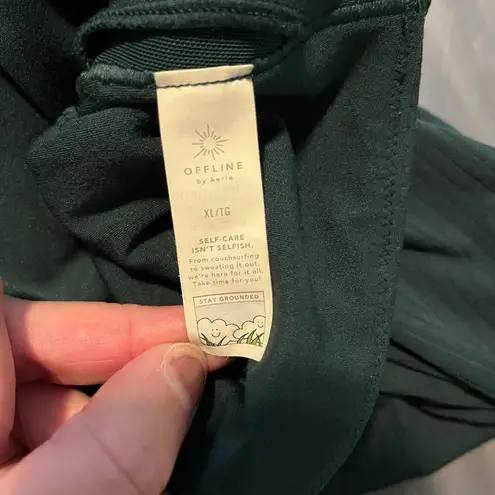 OFFLINE
by Aerie
XL/TG
SELF-CARE
ISN'T SELFISH.
From couchsurfing
to sweating it out,
we're here for it all.
Take time for you!
STAY GROUNDED